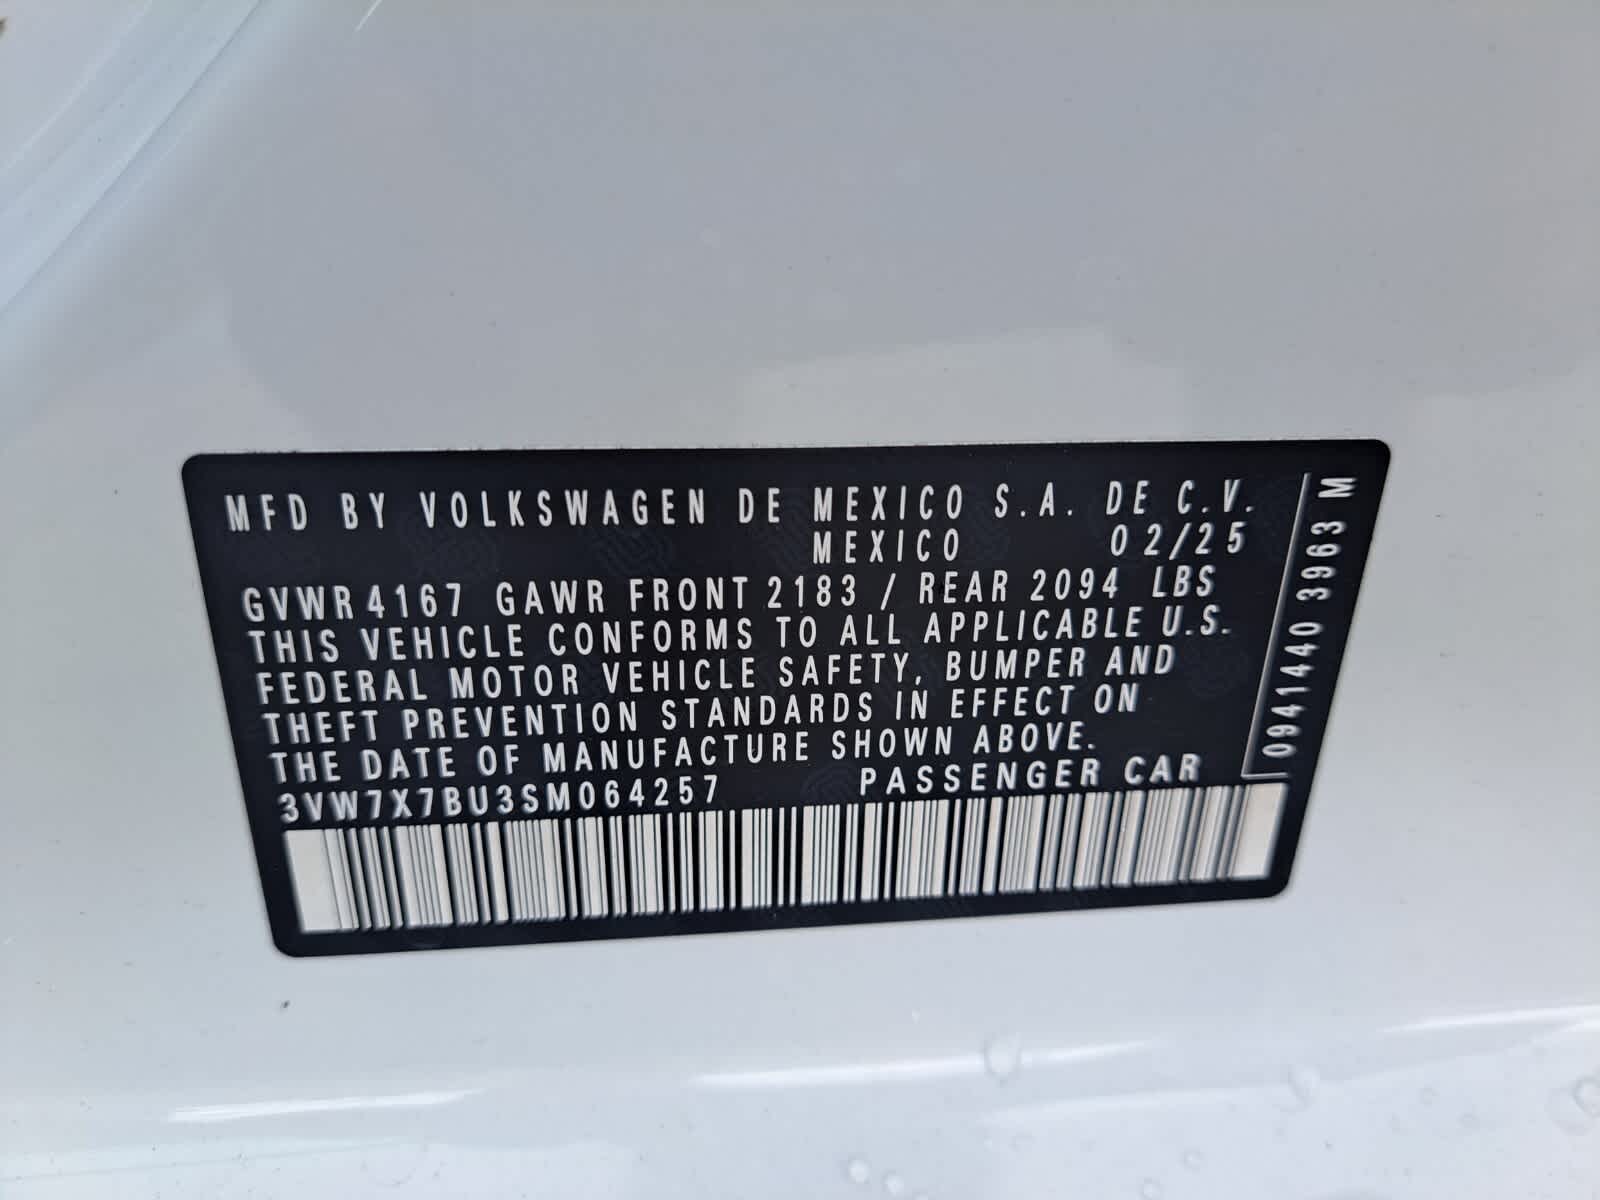 MFD BY VOLKSWAGEN DE MEXICO S.A. DE C.V.
MEXICO 02/25
GVWR 4167 GAWR FRONT 2183 / REAR 2094 LBS
THIS VEHICLE CONFORMS TO ALL APPLICABLE U.S.
FEDERAL MOTOR VEHICLE SAFETY, BUMPER AND
THEFT PREVENTION STANDARDS IN EFFECT ON
THE DATE OF MANUFACTURE SHOWN ABOVE.
3VW7X7BU3SM064257 PASSENGER CAR
0941440 3963 M